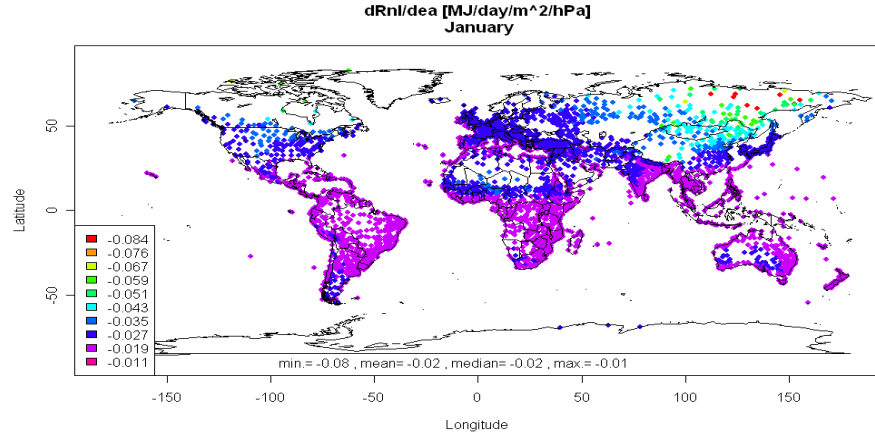 dRnl/dea [MJ/day/m^2/hPa]
January
Latitude
50
0
-50
-0.084
-0.076
-0.067
-0.059
-0.051
-0.043
-0.035
-0.027
-0.019
-0.011
min.= -0.08 , mean= -0.02 , median= -0.02 , max.= -0.01
-150 -100 -50 0 50 100 150
Longitude